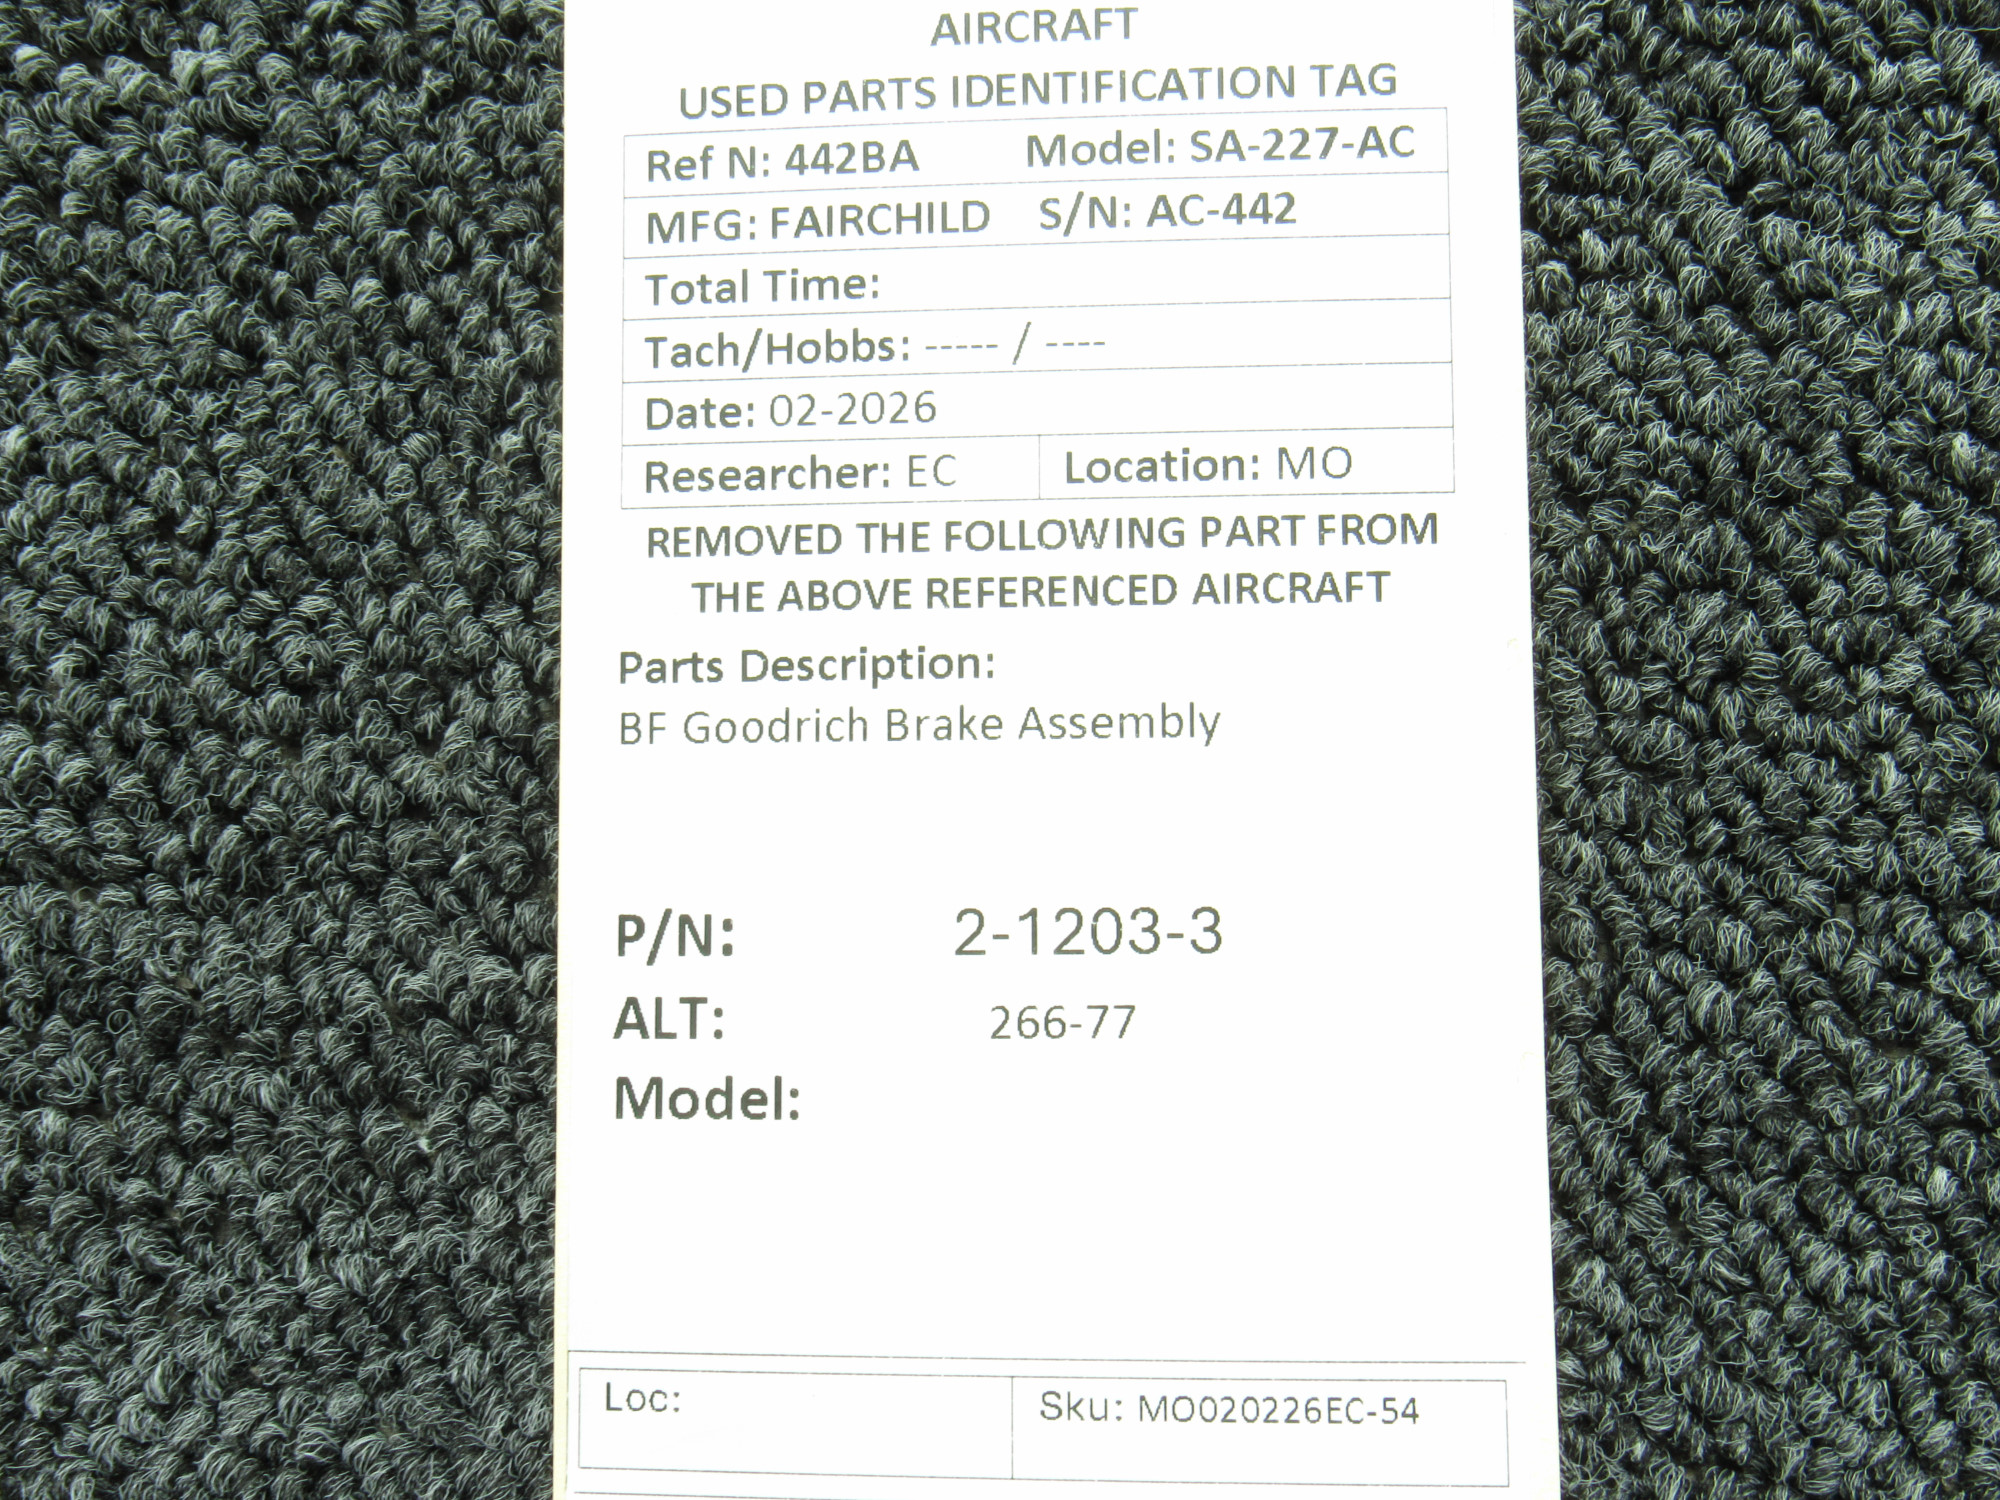 AIRCRAFT
USED PARTS IDENTIFICATION TAG
Ref N: 442BA Model: SA-227-AC
MFG: FAIRCHILD S/N: AC-442
Total Time:
Tach/Hobbs: ----- / ----
Date: 02-2026
Researcher: EC Location: MO
REMOVED THE FOLLOWING PART FROM
THE ABOVE REFERENCED AIRCRAFT
Parts Description:
BF Goodrich Brake Assembly
P/N: 2-1203-3
ALT: 266-77
Model:
Loc: Sku: MO020226EC-54